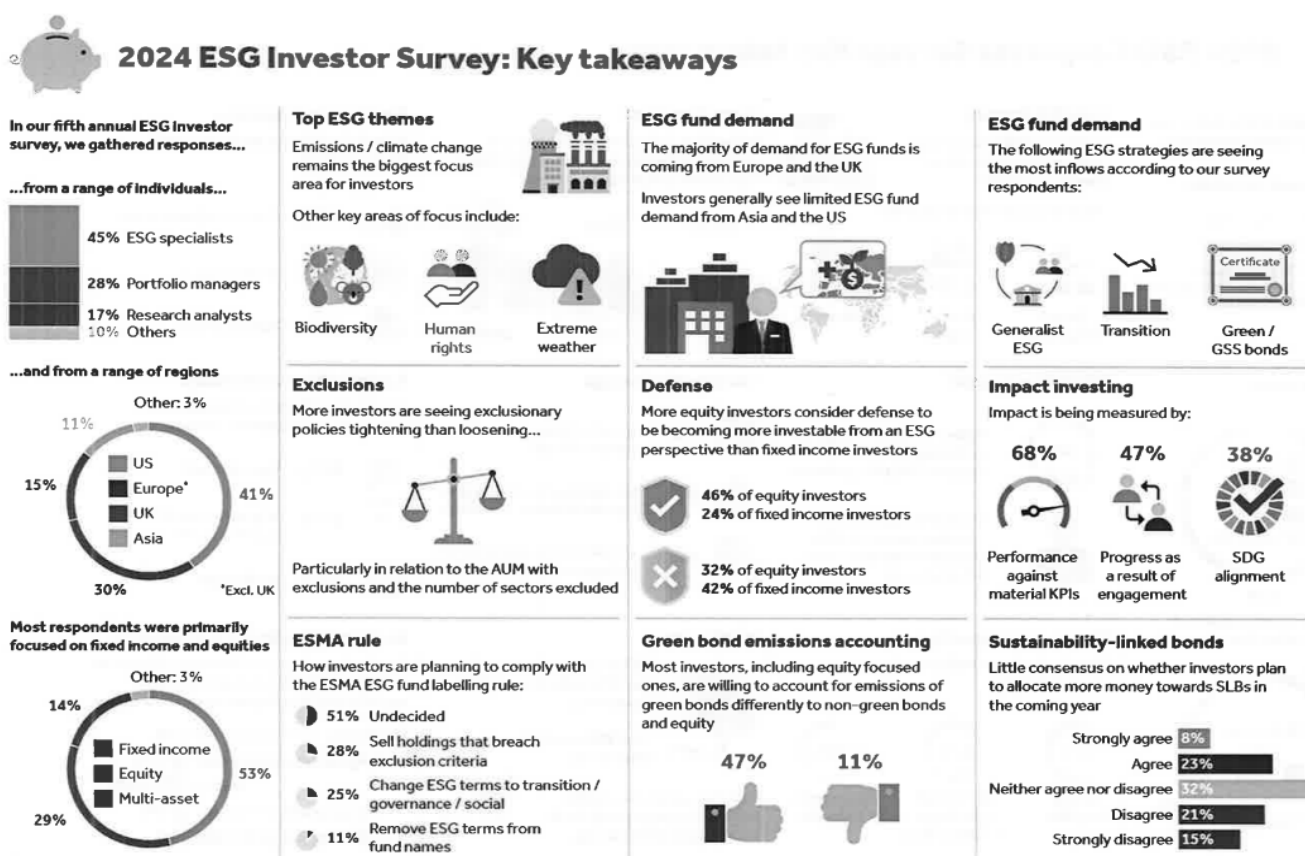 2024 ESG Investor Survey: Key takeaways
In our fifth annual ESG Investor
survey, we gathered responses...
...from a range of individuals...
45% ESG specialists
28% Portfolio managers
17% Research analysts
10% Others
...and from a range of regions
Other: 3%
11%
15%
US
Europe*
UK
Asia
41%
30%
*Excl. UK
Most respondents were primarily
focused on fixed income and equities
Other: 3%
14%
Fixed income
Equity
Multi-asset
53%
29%
Top ESG themes
Emissions / climate change
remains the biggest focus
area for investors
Other key areas of focus include:
Biodiversity
Human
rights
Extreme
weather
Exclusions
More investors are seeing exclusionary
policies tightening than loosening...
Particularly in relation to the AUM with
exclusions and the number of sectors excluded
ESMA rule
How investors are planning to comply with
the ESMA ESG fund labelling rule:
51% Undecided
28% Sell holdings that breach
exclusion criteria
25% Change ESG terms to transition /
governance / social
11% Remove ESG terms from
fund names
ESG fund demand
The majority of demand for ESG funds is
coming from Europe and the UK
Investors generally see limited ESG fund
demand from Asia and the US
Defense
More equity investors consider defense to
be becoming more investable from an ESG
perspective than fixed income investors
46% of equity investors
24% of fixed income investors
32% of equity investors
42% of fixed income investors
Green bond emissions accounting
Most investors, including equity focused
ones, are willing to account for emissions of
green bonds differently to non-green bonds
and equity
47%
11%
ESG fund demand
The following ESG strategies are seeing
the most inflows according to our survey
respondents:
Certificate
Generalist
ESG
Transition
Green /
GSS bonds
Impact investing
Impact is being measured by:
68%
47%
38%
Performance
against
material KPIs
Progress as
a result of
engagement
SDG
alignment
Sustainability-linked bonds
Little consensus on whether investors plan
to allocate more money towards SLBs in
the coming year
Strongly agree 8%
Agree 23%
Neither agree nor disagree 32%
Disagree 21%
Strongly disagree 15%